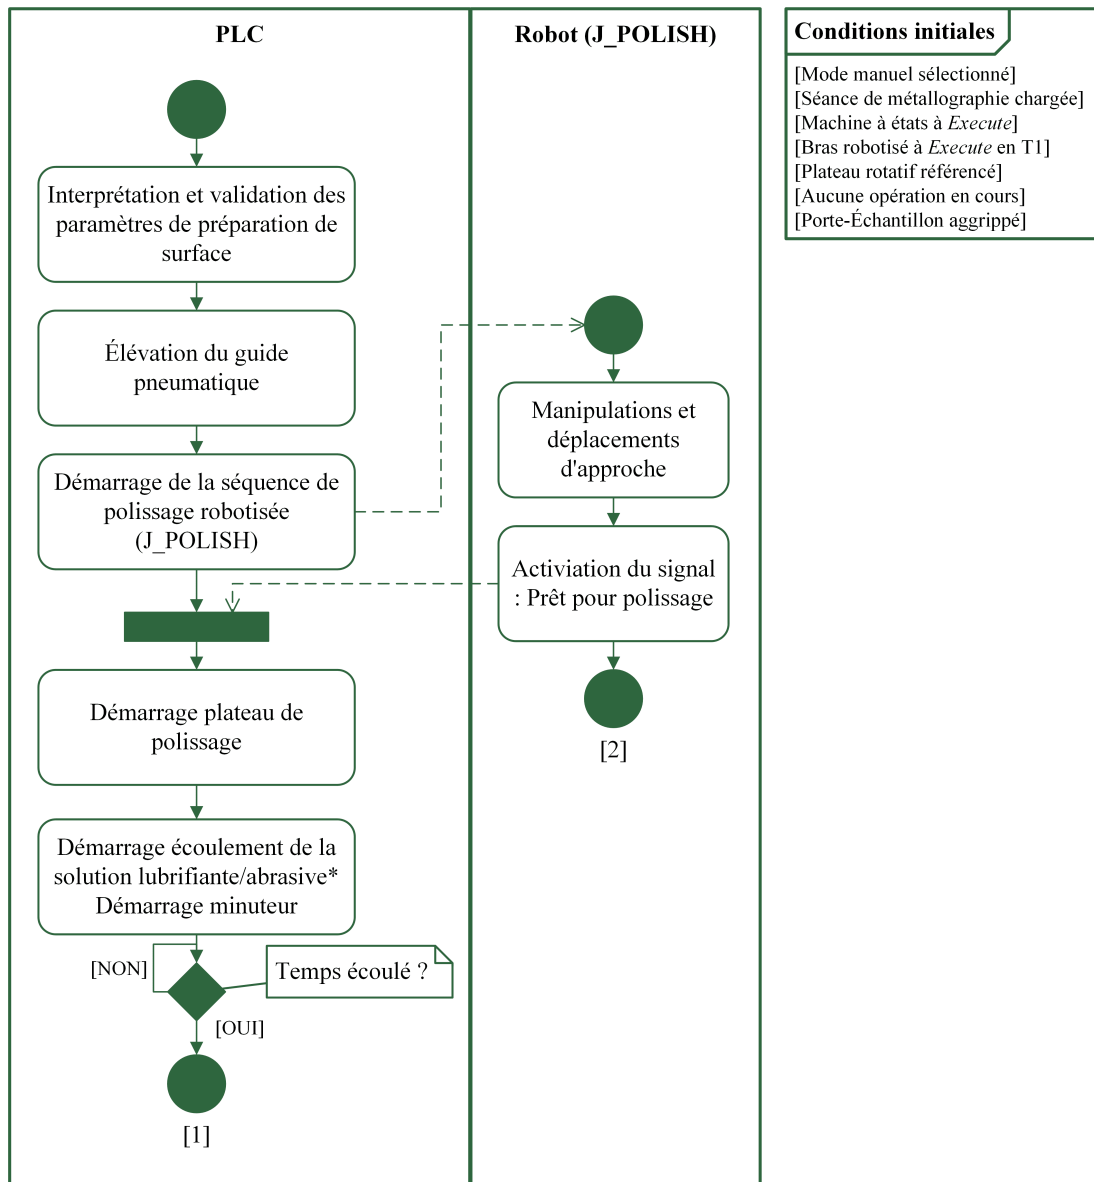 PLC
Interprétation et validation des
paramètres de préparation de
surface
Élévation du guide
pneumatique
Démarrage de la séquence de
polissage robotisée
(J_POLISH)
Démarrage plateau de
polissage
Démarrage écoulement de la
solution lubrifiante/abrasive*
Démarrage minuteur
[NON]
Temps écoulé ?
[OUI]
[1]
Robot (J_POLISH)
Manipulations et
déplacements
d'approche
Activiation du signal
: Prêt pour polissage
[2]
Conditions initiales
[Mode manuel sélectionné]
[Séance de métallographie chargée]
[Machine à états à Execute]
[Bras robotisé à Execute en T1]
[Plateau rotatif référencé]
[Aucune opération en cours]
[Porte-Échantillon aggrippé]